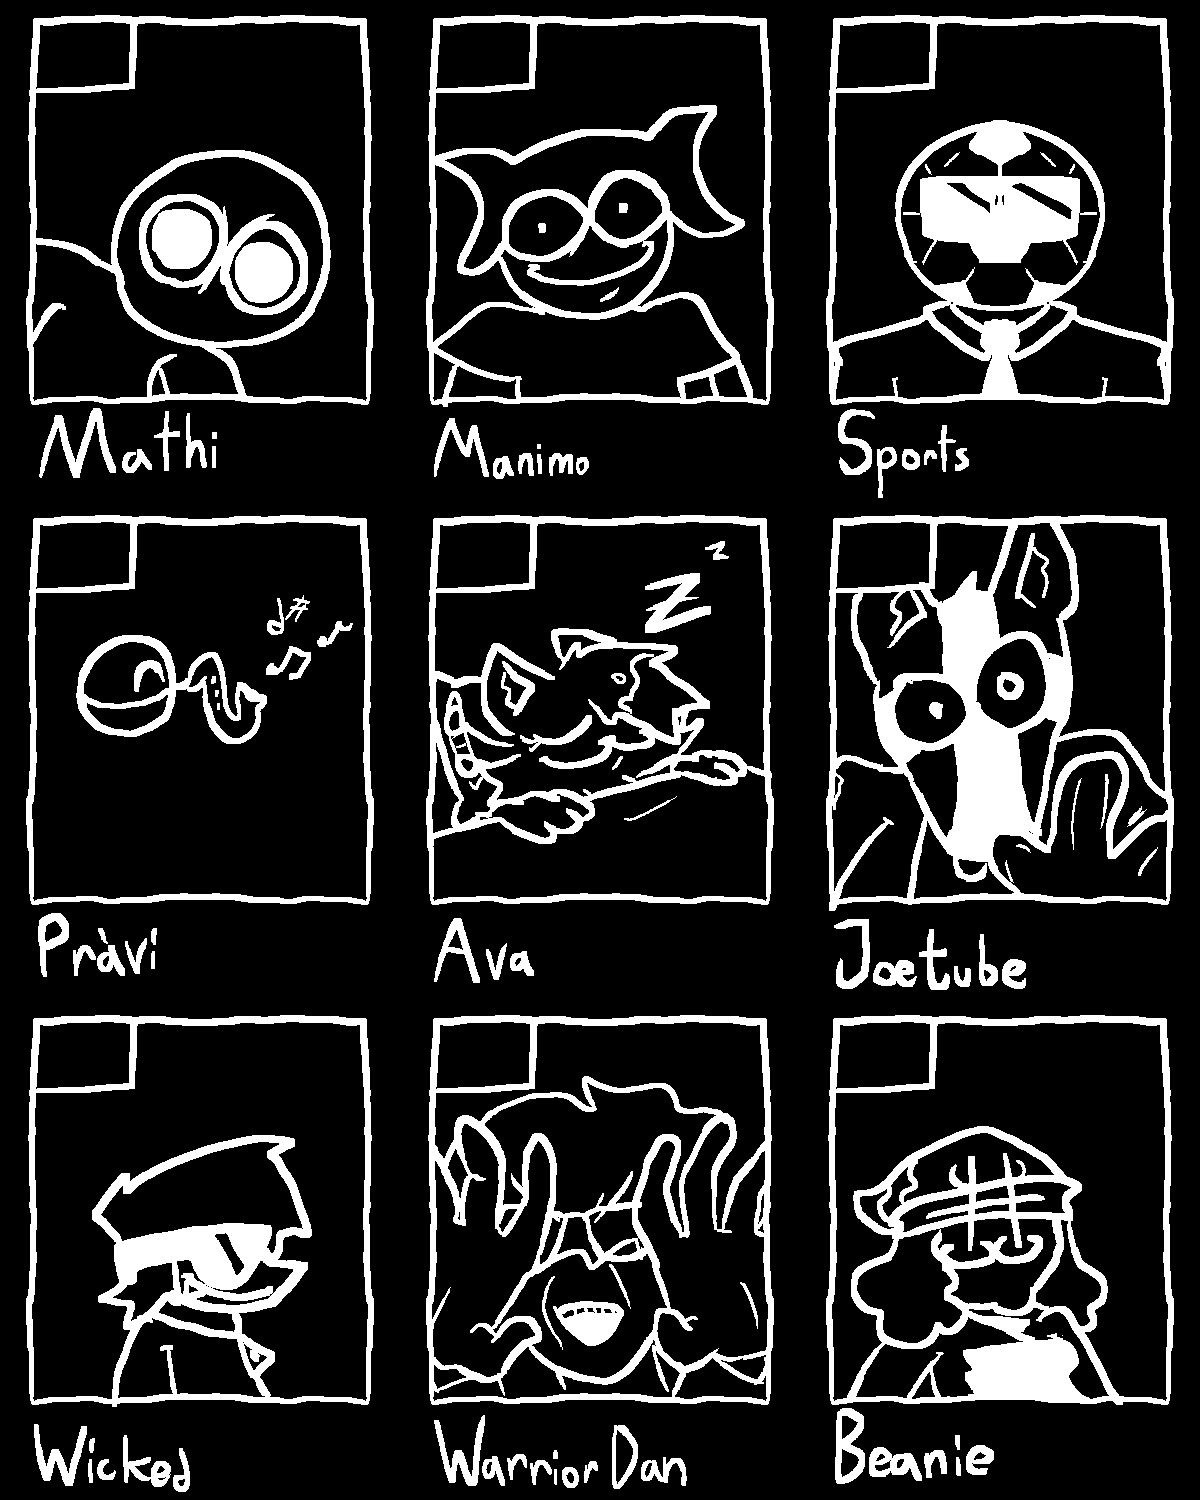 Mathi
Manimo
Sports
z
Z
Pràvi
Ava
Joetube
Wicked
Warrior Dan
Beanie